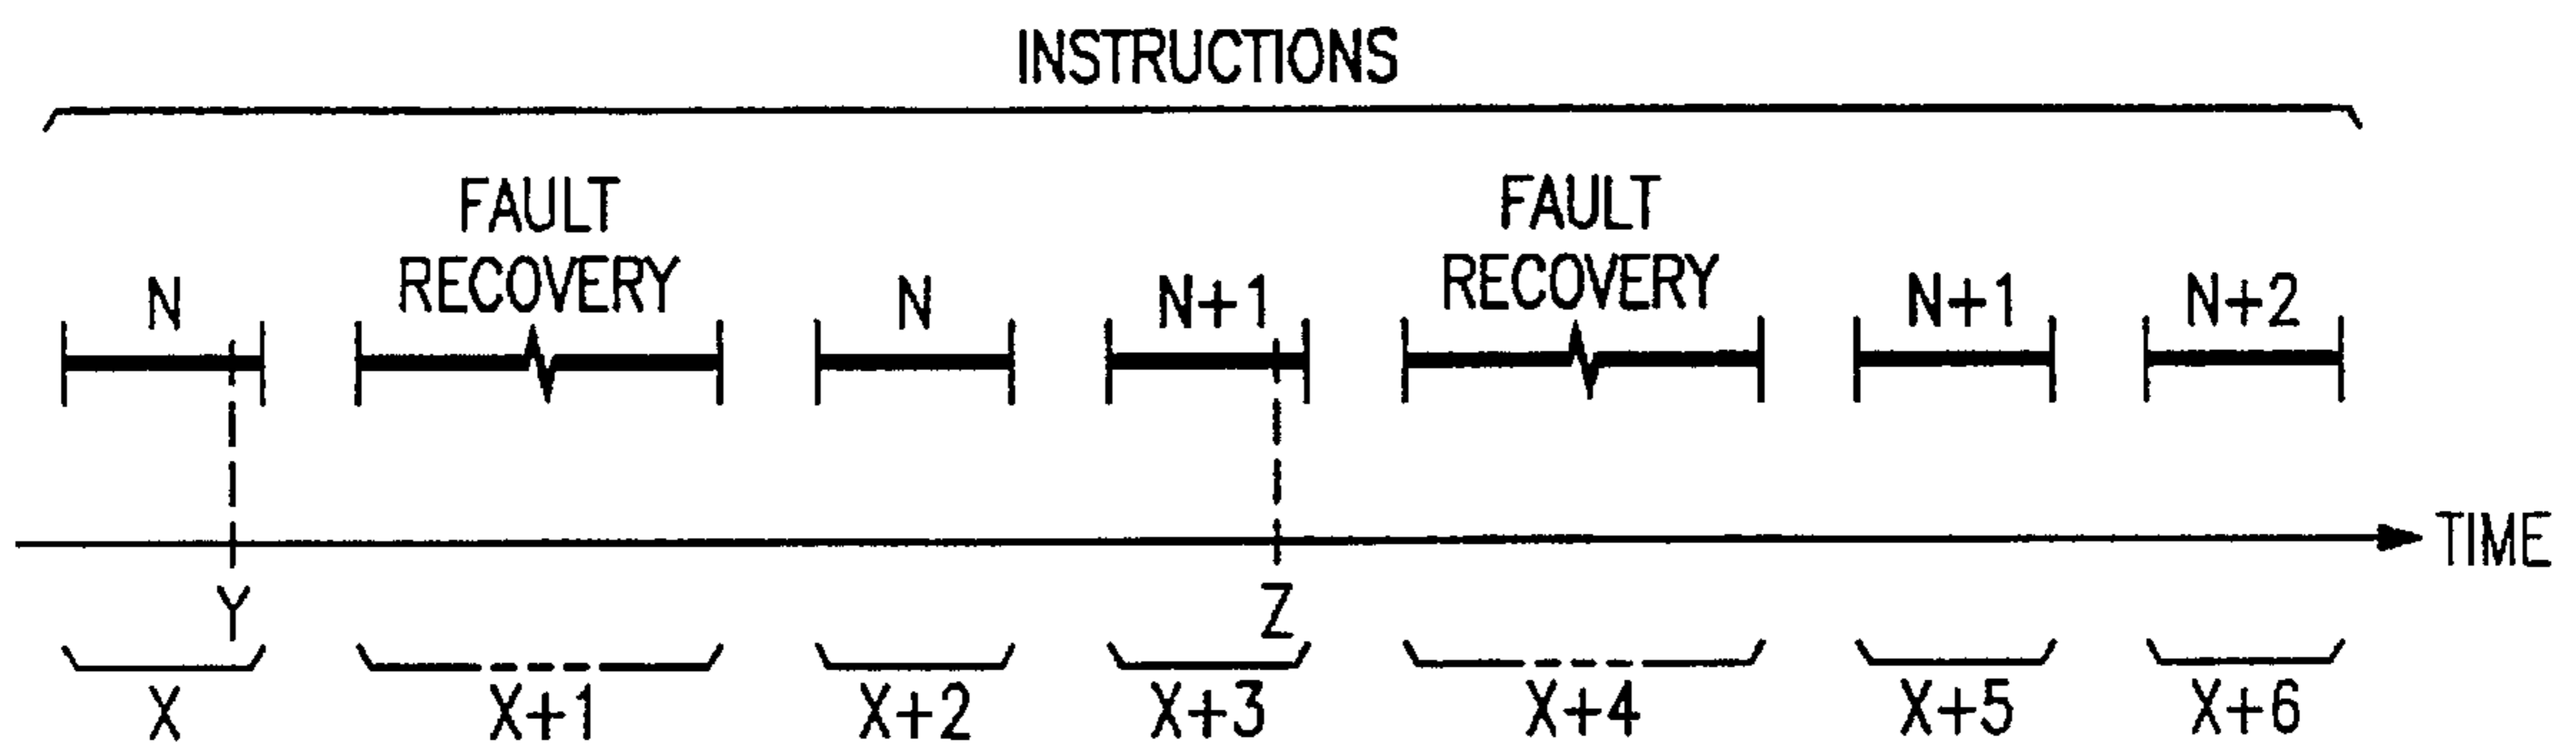 INSTRUCTIONS
FAULT
RECOVERY
FAULT
RECOVERY
N
N
N+1
N+1
N+2
TIME
Y
Z
X
X+1
X+2
X+3
X+4
X+5
X+6